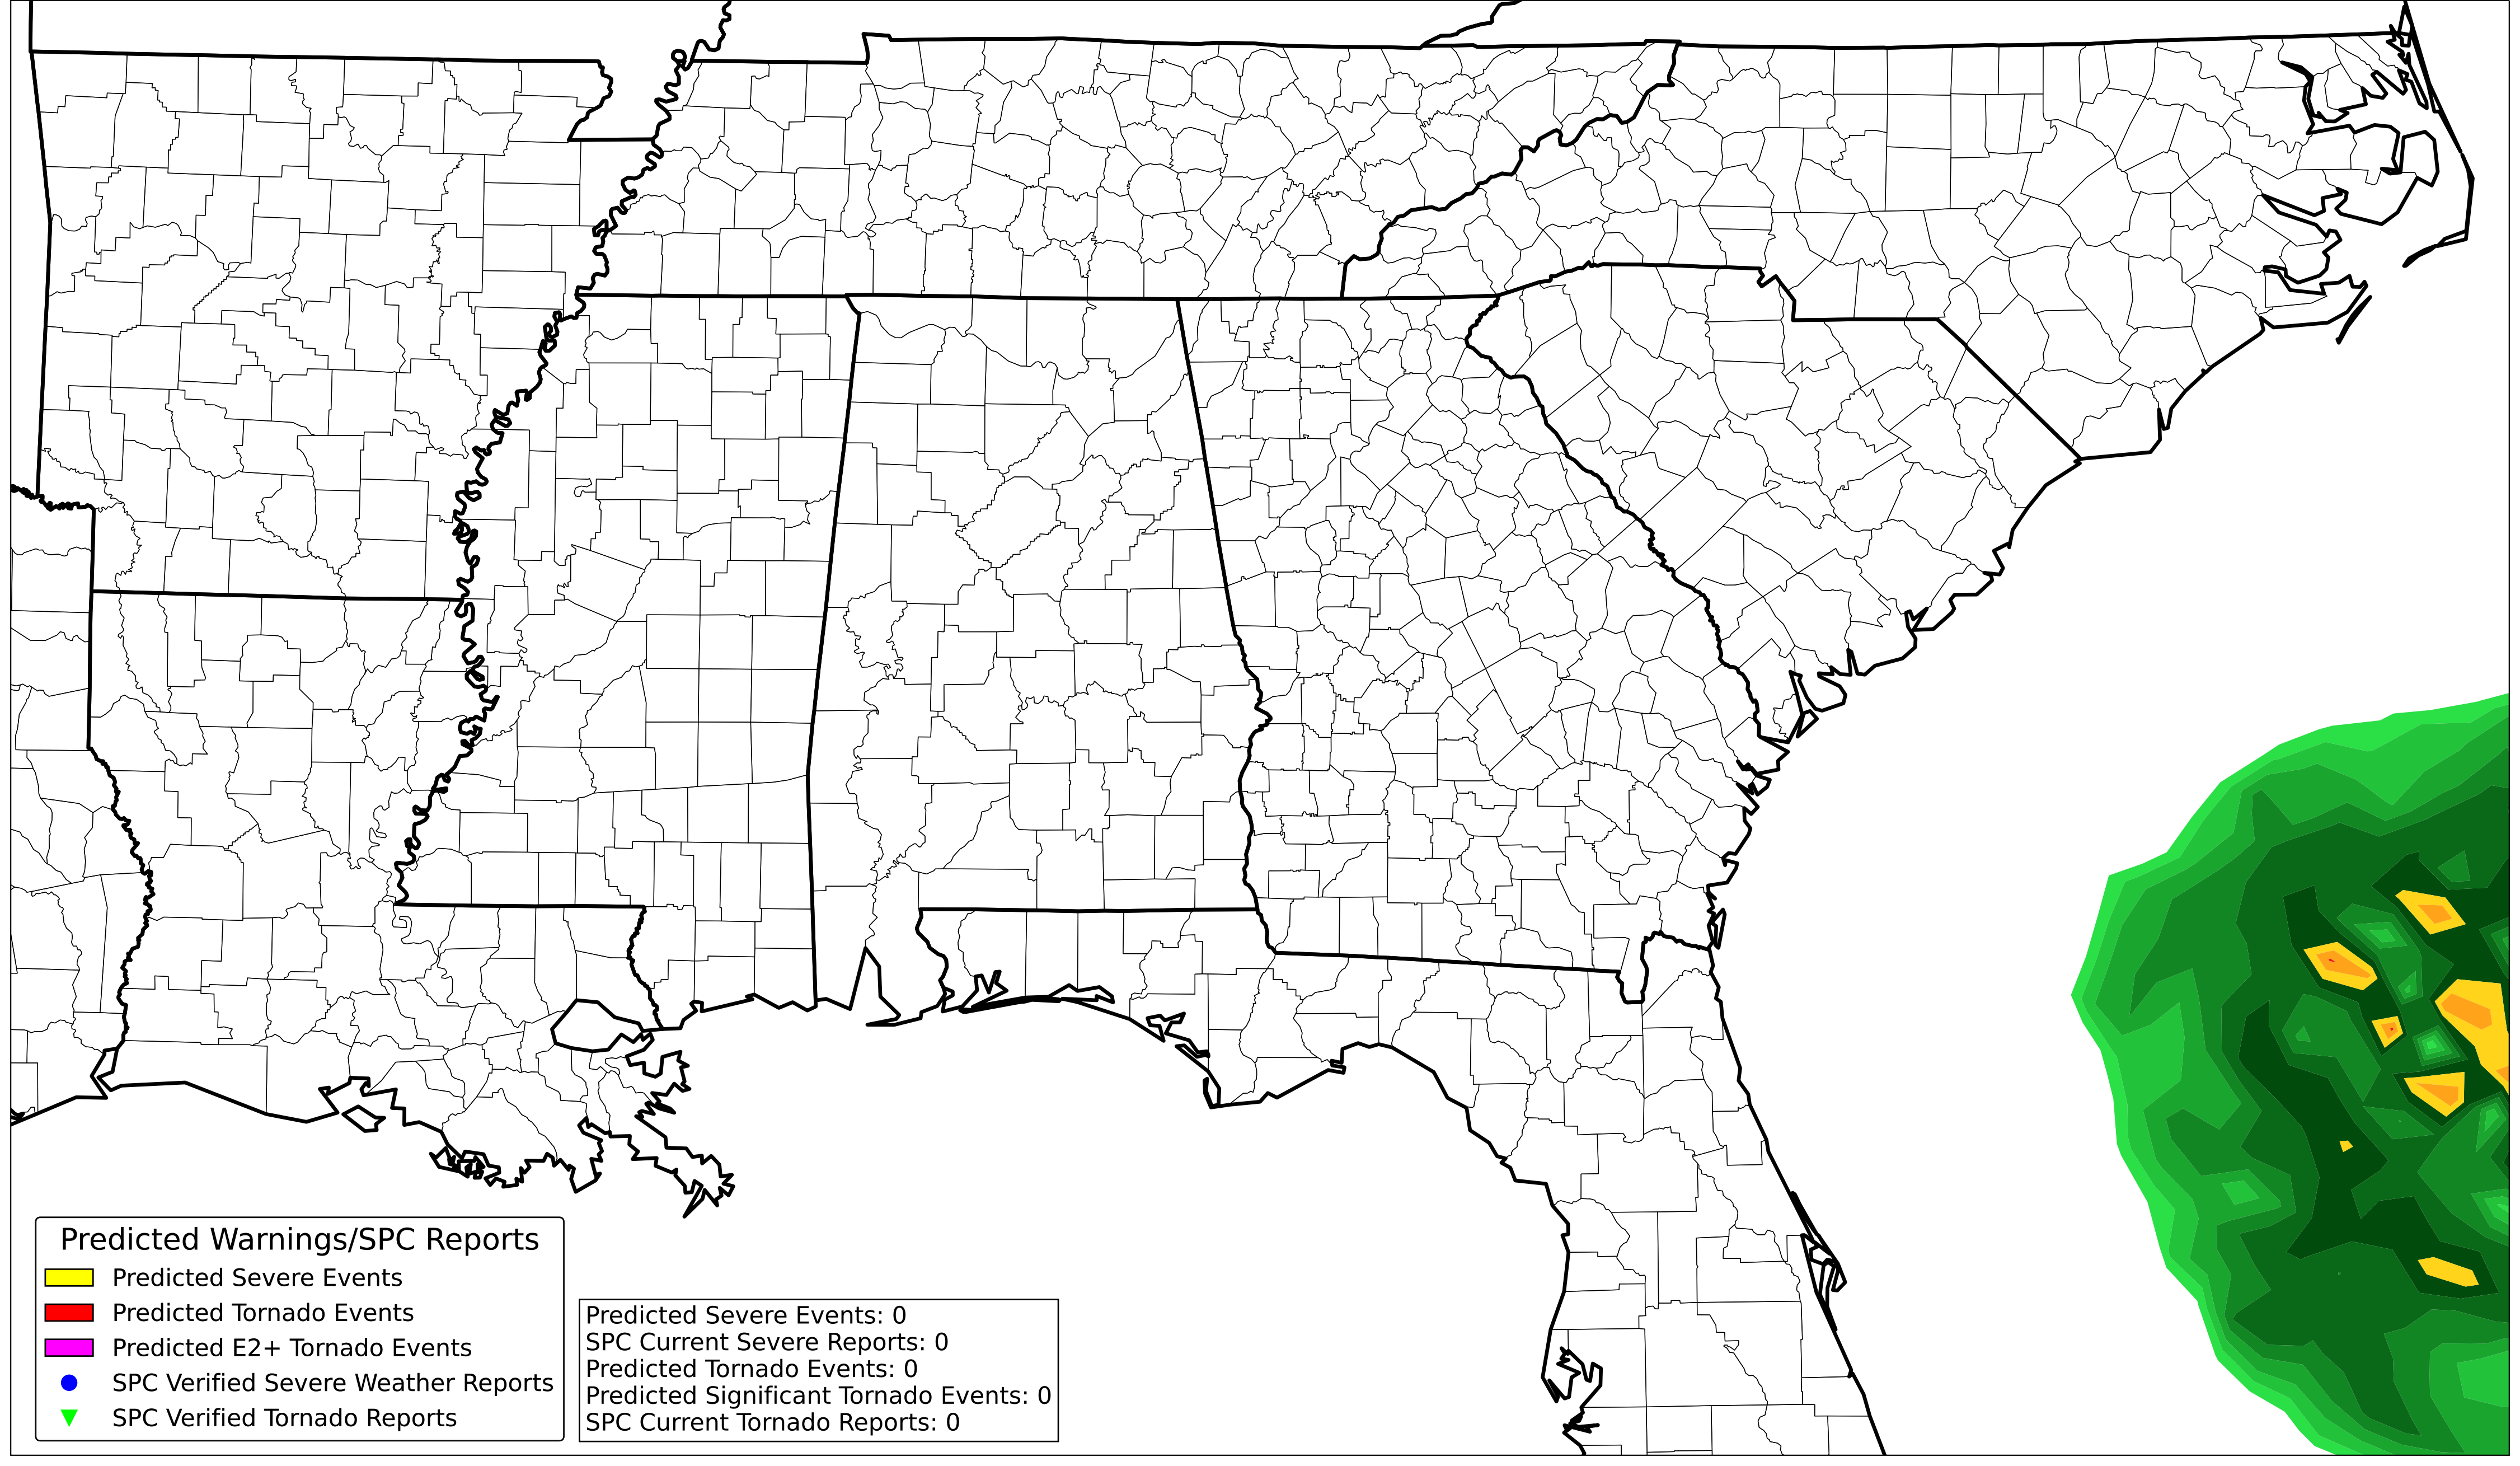 Predicted Warnings/SPC Reports
Predicted Severe Events
Predicted Tornado Events
Predicted E2+ Tornado Events
SPC Verified Severe Weather Reports
SPC Verified Tornado Reports
Predicted Severe Events: 0
SPC Current Severe Reports: 0
Predicted Tornado Events: 0
Predicted Significant Tornado Events: 0
SPC Current Tornado Reports: 0